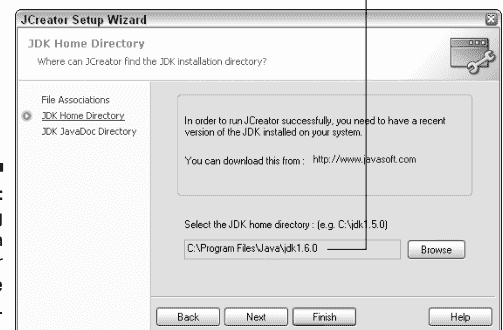 JCreator Setup Wizard
JDK Home Directory
Where can JCreator find the JDK installation directory?
File Associations
JDK Home Directory
JDK JavaDoc Directory
In order to run JCreator successfully, you need to have a recent
version of the JDK installed on your system.
You can download this from : http://www.javasoft.com
Select the JDK home directory : (e.g. C:\jdk1.5.0)
C:\Program Files\Java\jdk1.6.0
Browse
Back
Next
Finish
Help